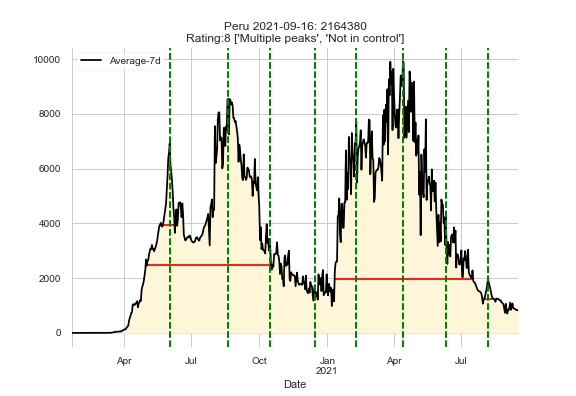 Peru 2021-09-16: 2164380
Rating:8 ['Multiple peaks', 'Not in control']
Average-7d
10000
8000
6000
4000
2000
0
Apr
Jul
Oct
Jan
2021
Apr
Jul
Date